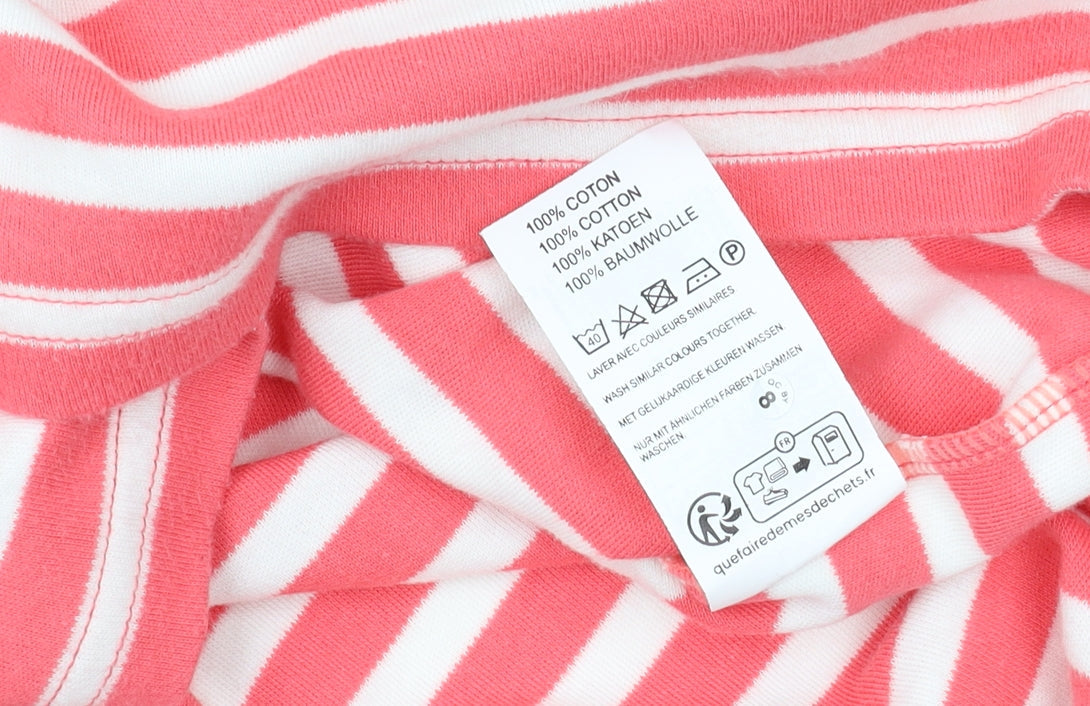 100% COTON
100% COTTON
100% KATOEN
100% BAUMWOLLE
40
P
LAVER AVEC COULEURS SIMILAIRES
WASH SIMILAR COLOURS TOGETHER.
MET GELIJKAARDIGE KLEUREN WASSEN.
NUR MIT ÄHNLICHEN FARBEN ZUSAMMEN
WASCHEN.
8
FR
quefairedemesdechets.fr